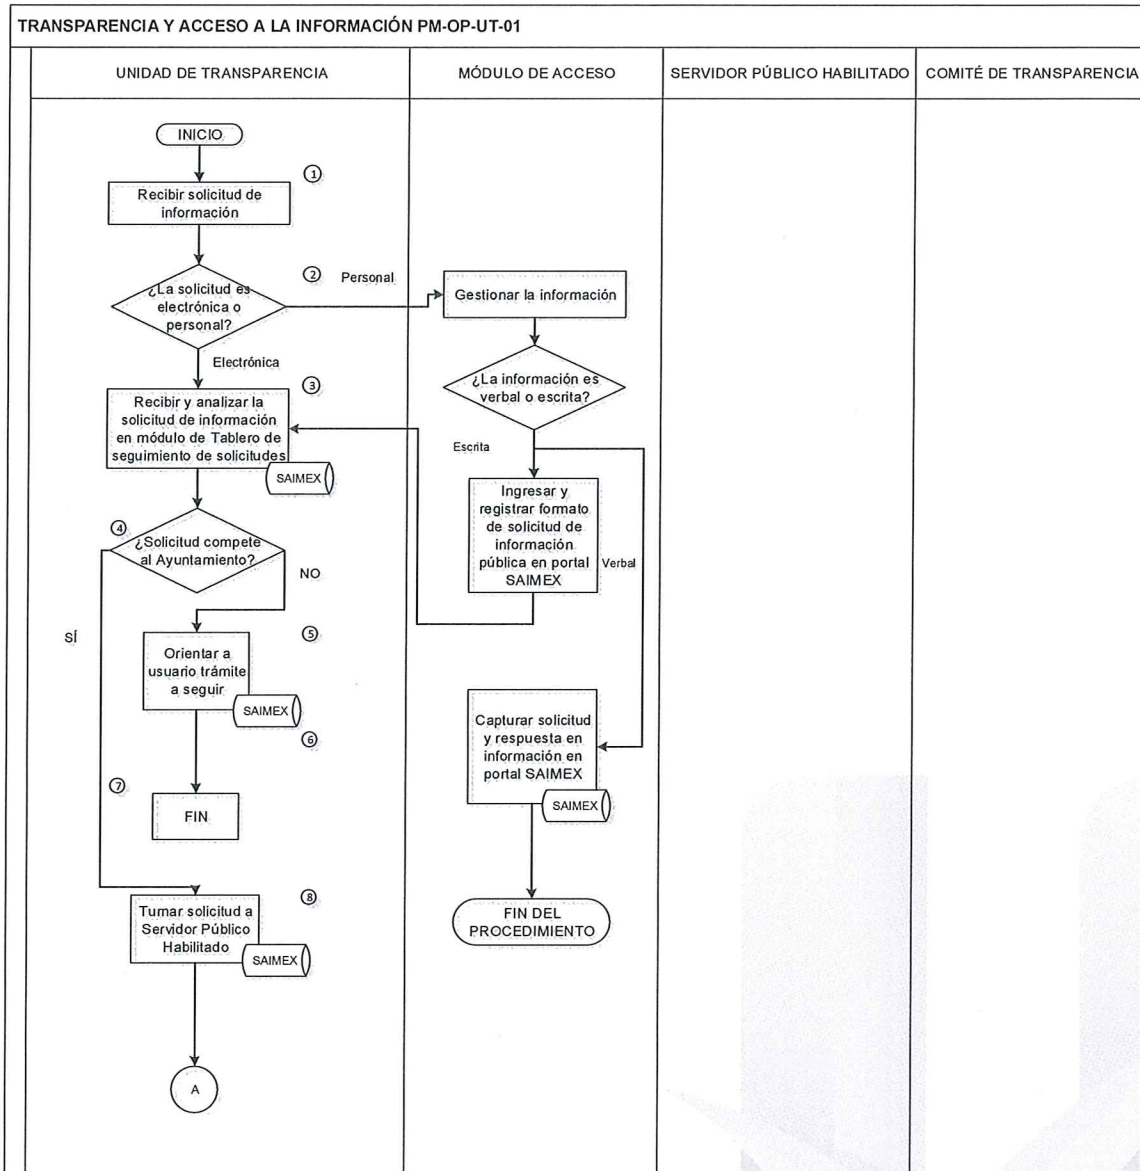 TRANSPARENCIA Y ACCESO A LA INFORMACIÓN PM-OP-UT-01
UNIDAD DE TRANSPARENCIA
MÓDULO DE ACCESO
SERVIDOR PÚBLICO HABILITADO
COMITÉ DE TRANSPARENCIA
INICIO
1
Recibir solicitud de
información
2
Personal
¿La solicitud es
electrónica o
personal?
Gestionar la información
Electrónica
¿La información es
verbal o escrita?
3
Recibir y analizar la
solicitud de información
en módulo de Tablero de
seguimiento de solicitudes
SAIMEX
Escrita
Ingresar y
registrar formato
de solicitud de
información
pública en portal
SAIMEX
Verbal
4
¿Solicitud compete
al Ayuntamiento?
NO
SÍ
5
Orientar a
usuario trámite
a seguir
SAIMEX
6
Capturar solicitud
y respuesta en
información en
portal SAIMEX
SAIMEX
7
FIN
8
Turnar solicitud a
Servidor Público
Habilitado
SAIMEX
FIN DEL
PROCEDIMIENTO
A